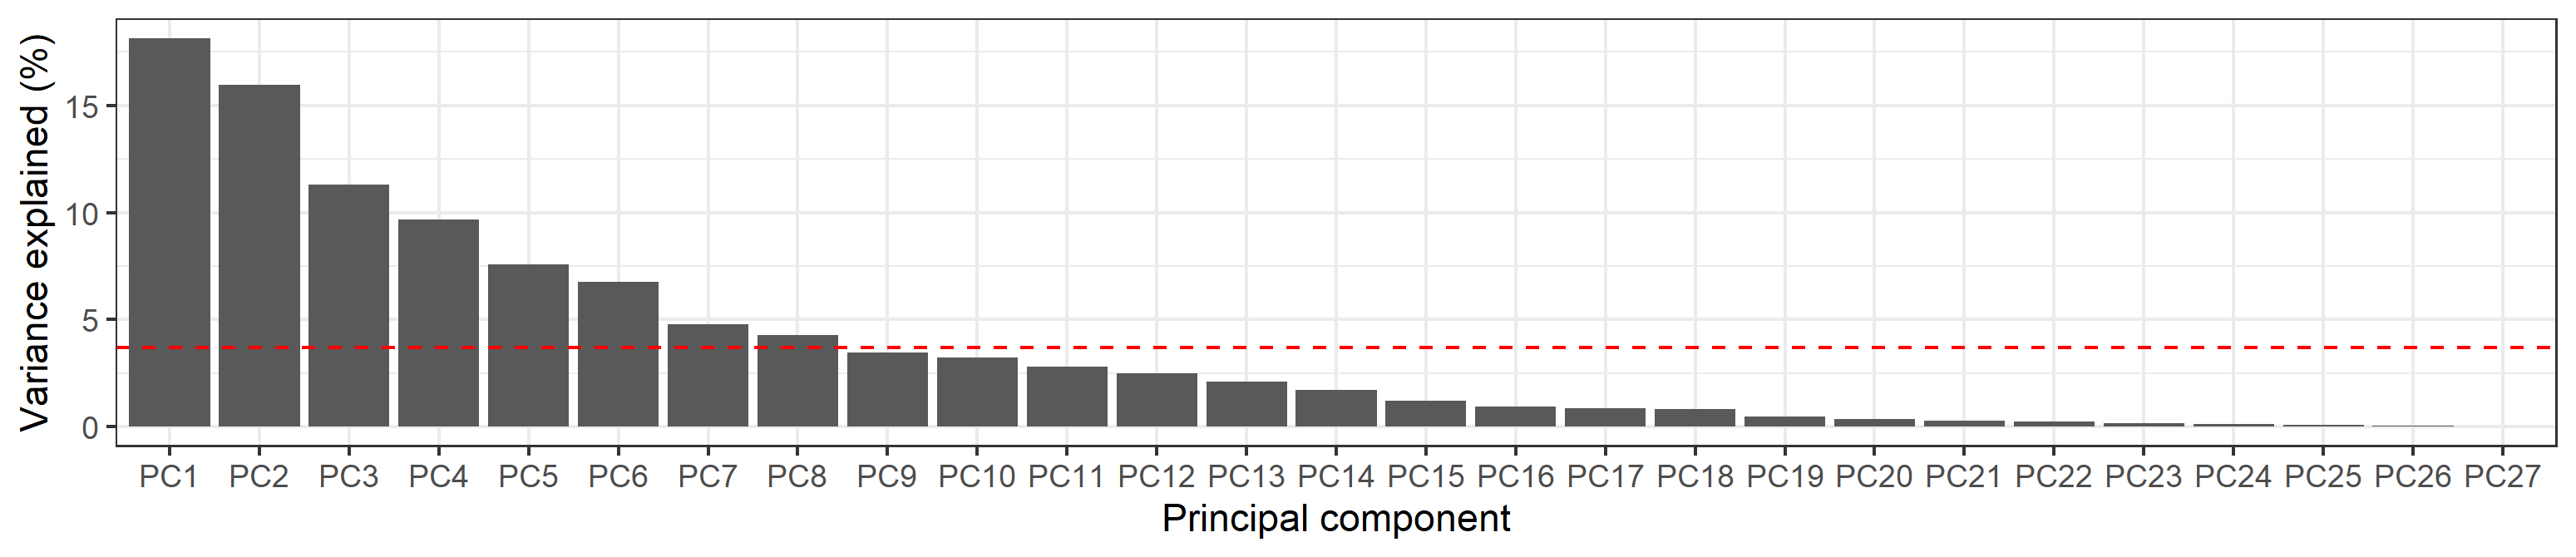 Variance explained (%)
15
10
5
0
PC1 PC2 PC3 PC4 PC5 PC6 PC7 PC8 PC9 PC10 PC11 PC12 PC13 PC14 PC15 PC16 PC17 PC18 PC19 PC20 PC21 PC22 PC23 PC24 PC25 PC26 PC27
Principal component